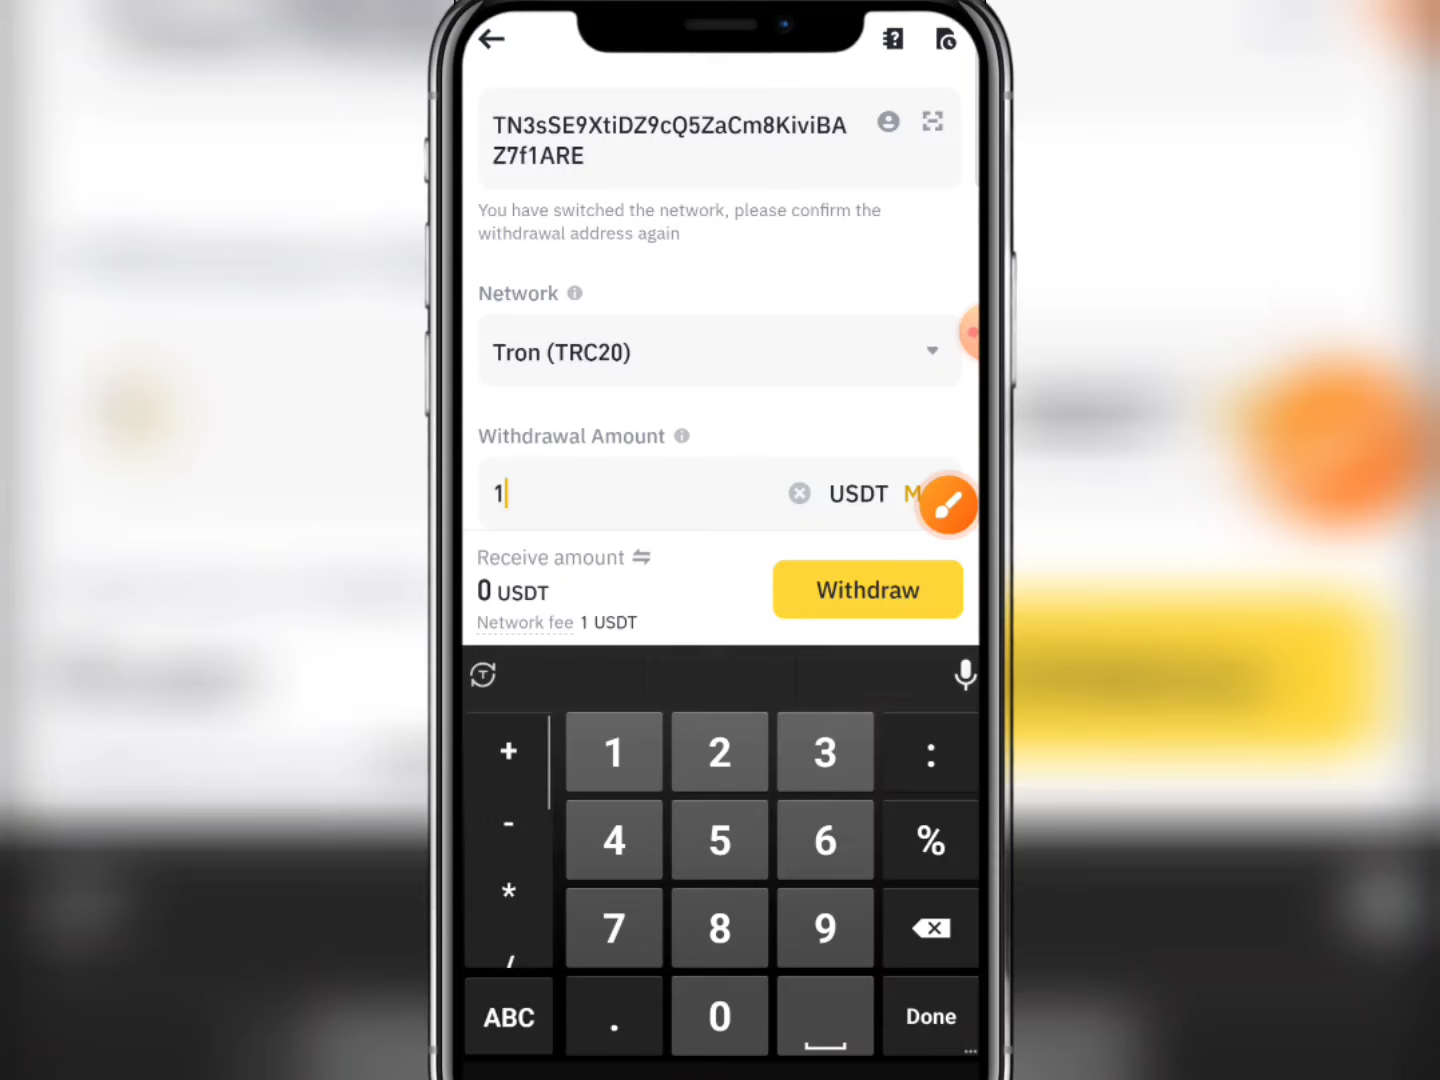 TN3sSE9XtiDZ9cQ5ZaCm8KiviBA
Z7f1ARE
You have switched the network, please confirm the
withdrawal address again
Network
Tron (TRC20)
Withdrawal Amount
1 USDT
Receive amount
0 USDT
Network fee 1 USDT
Withdraw
+ 1 2 3 :
- 4 5 6 %
* 7 8 9
/
ABC . 0 Done